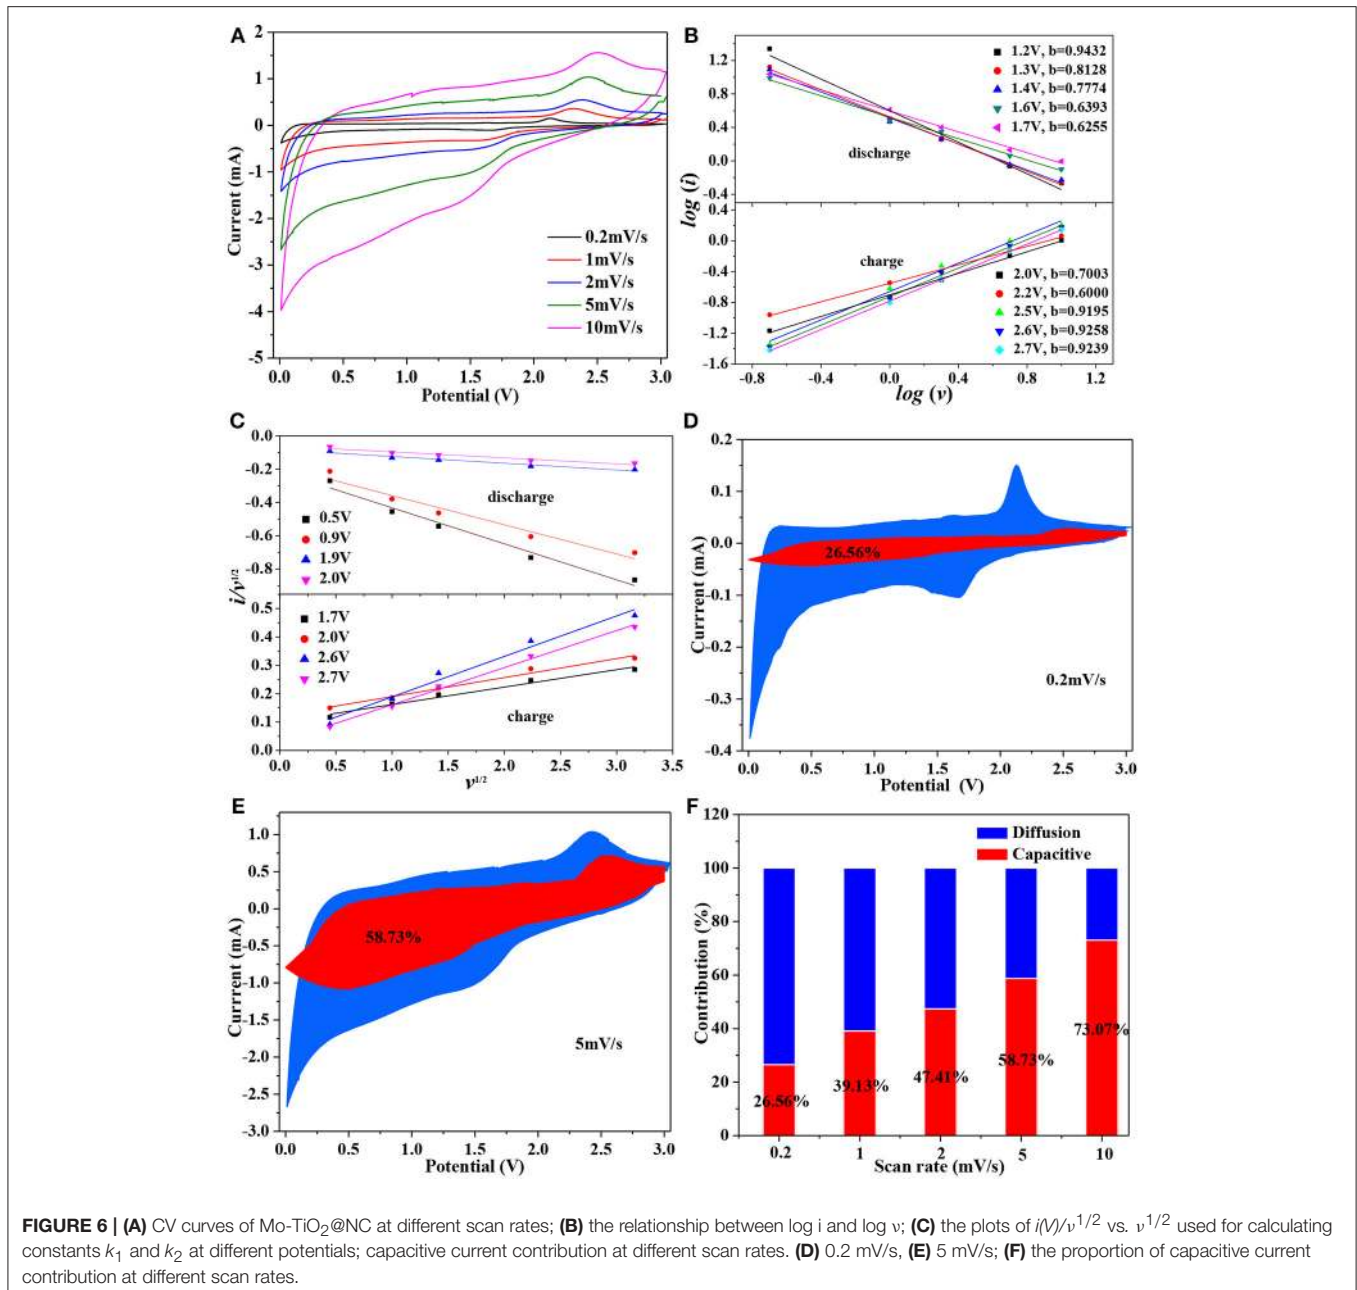 A
2
1
0
-1
-2
-3
-4
-5
Current (mA)
0.2mV/s
1mV/s
2mV/s
5mV/s
10mV/s
0.0 0.5 1.0 1.5 2.0 2.5 3.0
Potential (V)
B
1.2
0.8
0.4
0.0
-0.4
1.2V, b=0.9432
1.3V, b=0.8128
1.4V, b=0.7774
1.6V, b=0.6393
1.7V, b=0.6255
discharge
log (i)
0.4
0.0
-0.4
-0.8
-1.2
-1.6
charge
2.0V, b=0.7003
2.2V, b=0.6000
2.5V, b=0.9195
2.6V, b=0.9258
2.7V, b=0.9239
-0.8 -0.4 0.0 0.4 0.8 1.2
log (v)
C
0.0
-0.2
-0.4
-0.6
-0.8
discharge
0.5V
0.9V
1.9V
2.0V
i/v1/2
0.5
0.4
0.3
0.2
0.1
0.0
1.7V
2.0V
2.6V
2.7V
charge
0.0 0.5 1.0 1.5 2.0 2.5 3.0 3.5
v1/2
D
0.2
0.1
0.0
-0.1
-0.2
-0.3
-0.4
Currrent (mA)
26.56%
0.2mV/s
0.0 0.5 1.0 1.5 2.0 2.5 3.0
Potential (V)
E
1.0
0.5
0.0
-0.5
-1.0
-1.5
-2.0
-2.5
-3.0
Currrent (mA)
58.73%
5mV/s
0.0 0.5 1.0 1.5 2.0 2.5 3.0
Potential (V)
F
120
100
80
60
40
20
0
Contribution (%)
Diffusion
Capacitive
26.56%
39.13%
47.41%
58.73%
73.07%
0.2 1 2 5 10
Scan rate (mV/s)
FIGURE 6 | (A) CV curves of Mo-TiO2@NC at different scan rates; (B) the relationship between log i and log ν; (C) the plots of i(V)/ν1/2 vs. ν1/2 used for calculating
constants k1 and k2 at different potentials; capacitive current contribution at different scan rates. (D) 0.2 mV/s, (E) 5 mV/s; (F) the proportion of capacitive current
contribution at different scan rates.